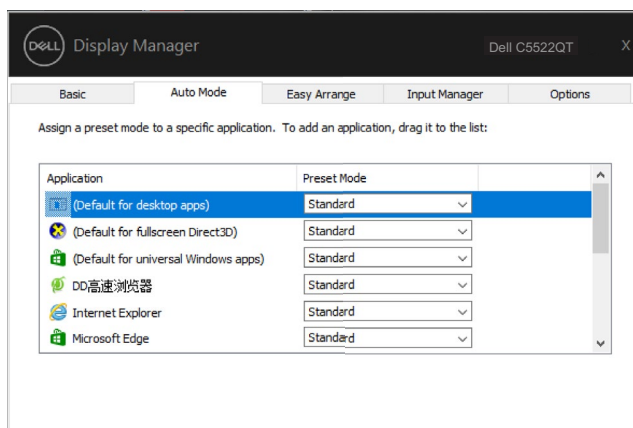 DELL Display Manager Dell C5522QT X
Basic Auto Mode Easy Arrange Input Manager Options
Assign a preset mode to a specific application. To add an application, drag it to the list:
Application Preset Mode
(Default for desktop apps) Standard
(Default for fullscreen Direct3D) Standard
(Default for universal Windows apps) Standard
DD高速浏览器 Standard
Internet Explorer Standard
Microsoft Edge Standard